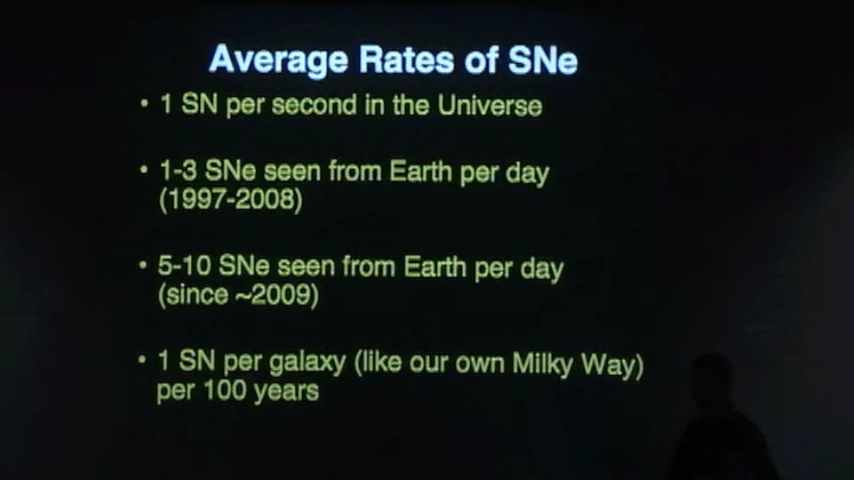 Average Rates of SNe
• 1 SN per second in the Universe
• 1-3 SNe seen from Earth per day
(1997-2008)
• 5-10 SNe seen from Earth per day
(since ~2009)
• 1 SN per galaxy (like our own Milky Way)
per 100 years